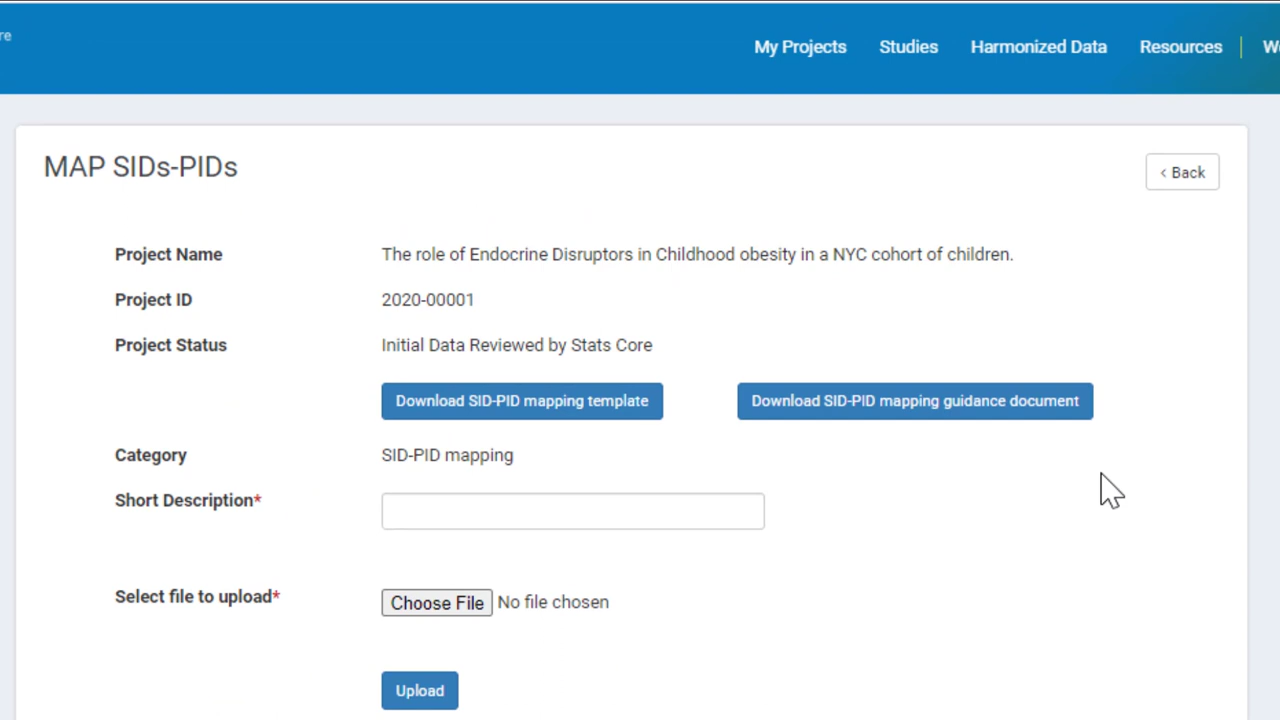 re
My Projects Studies Harmonized Data Resources
MAP SIDs-PIDs
< Back
Project Name The role of Endocrine Disruptors in Childhood obesity in a NYC cohort of children.
Project ID 2020-00001
Project Status Initial Data Reviewed by Stats Core
Download SID-PID mapping template Download SID-PID mapping guidance document
Category SID-PID mapping
Short Description*
Select file to upload* Choose File No file chosen
Upload